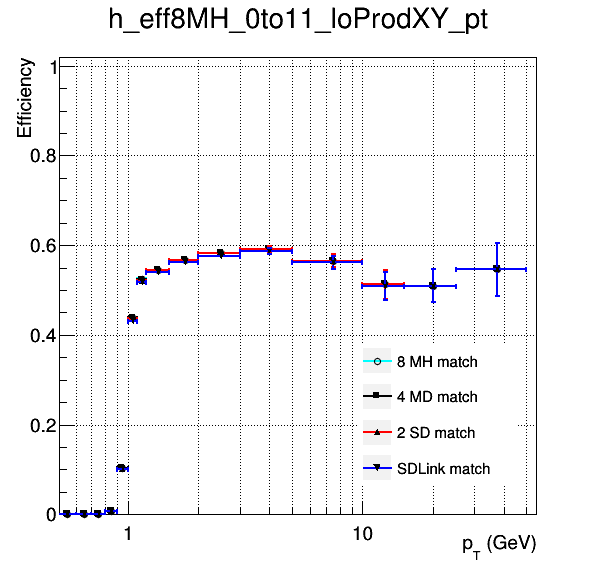 h_eff8MH_0to11_loProdXY_pt
Efficiency
1
0.8
0.6
0.4
0.2
0
8 MH match
4 MD match
2 SD match
SDLink match
1
10
p_T (GeV)